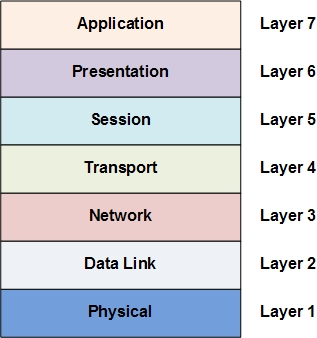 Application Layer 7
Presentation Layer 6
Session Layer 5
Transport Layer 4
Network Layer 3
Data Link Layer 2
Physical Layer 1